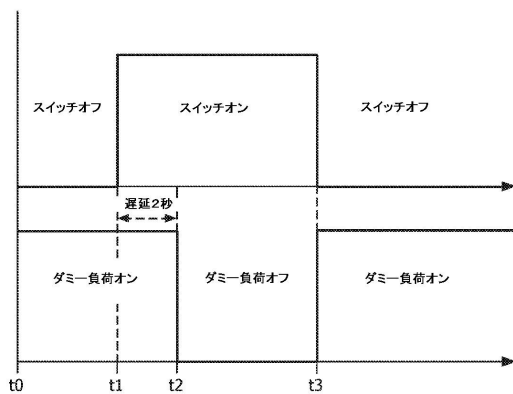 スイッチオフ
スイッチオン
スイッチオフ
遅延2秒
ダミー負荷オン
ダミー負荷オフ
ダミー負荷オン
t0
t1
t2
t3